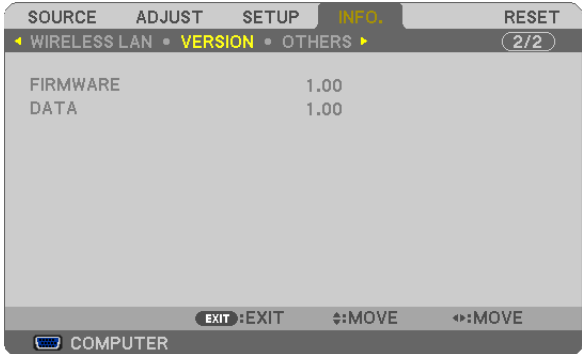 SOURCE ADJUST SETUP INFO. RESET
WIRELESS LAN • VERSION • OTHERS 2/2
FIRMWARE 1.00
DATA 1.00
EXIT :EXIT :MOVE :MOVE
COMPUTER